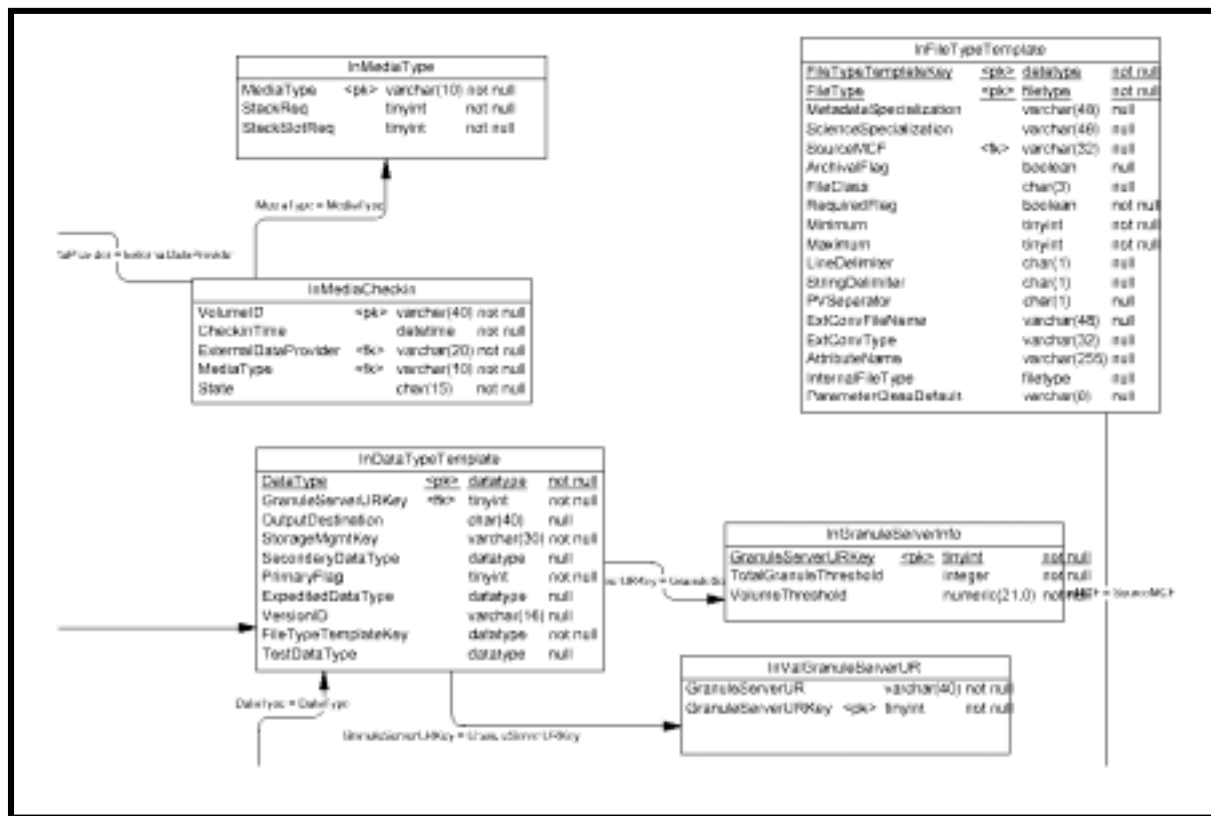 InMediaType
MediaType <pk> varchar(10) not null
StackReq tinyint not null
StackSlotReq tinyint not null
MediaType = MediaType
InMediaCheckin
VolumeID <pk> varchar(40) not null
CheckinTime datetime not null
ExternalDataProvider <fk> varchar(20) not null
MediaType <fk> varchar(10) not null
State char(15) not null
InFileTypeTemplate
FileTypeTemplateKey <pk> datatype not null
FileType <pk> filetype not null
MetadataSpecialization varchar(48) null
ScienceSpecialization varchar(48) null
SourceMCF <fk> varchar(32) null
ArchivalFlag boolean null
FileClass char(3) null
RequiredFlag boolean not null
Minimum tinyint not null
Maximum tinyint not null
LineDelimiter char(1) null
StringDelimiter char(1) null
PVSeparator char(1) null
ExtConvFileName varchar(48) null
ExtConvType varchar(32) null
AttributeName varchar(255) null
InternalFileType filetype null
ParameterClassDefault null
InDataTypeTemplate
DataType <pk> datatype not null
GranuleServerURKey <fk> tinyint not null
OutputDestination char(40) null
StorageMgmtKey varchar(30) not null
SecondaryDataType datatype null
PrimaryFlag tinyint not null
ExpeditedDataType datatype null
VersionID varchar(16) null
FileTypeTemplateKey datatype not null
TestDataType datatype null
DataType = DataType
GranuleServerURKey = GranuleServerURKey
InGranuleServerInfo
GranuleServerURKey <pk> tinyint not null
TotalGranuleThreshold integer not null
VolumeThreshold numeric(21,0) not null
= SourceMCF
InValGranuleServerUR
GranuleServerUR varchar(40) not null
GranuleServerURKey <pk> tinyint not null